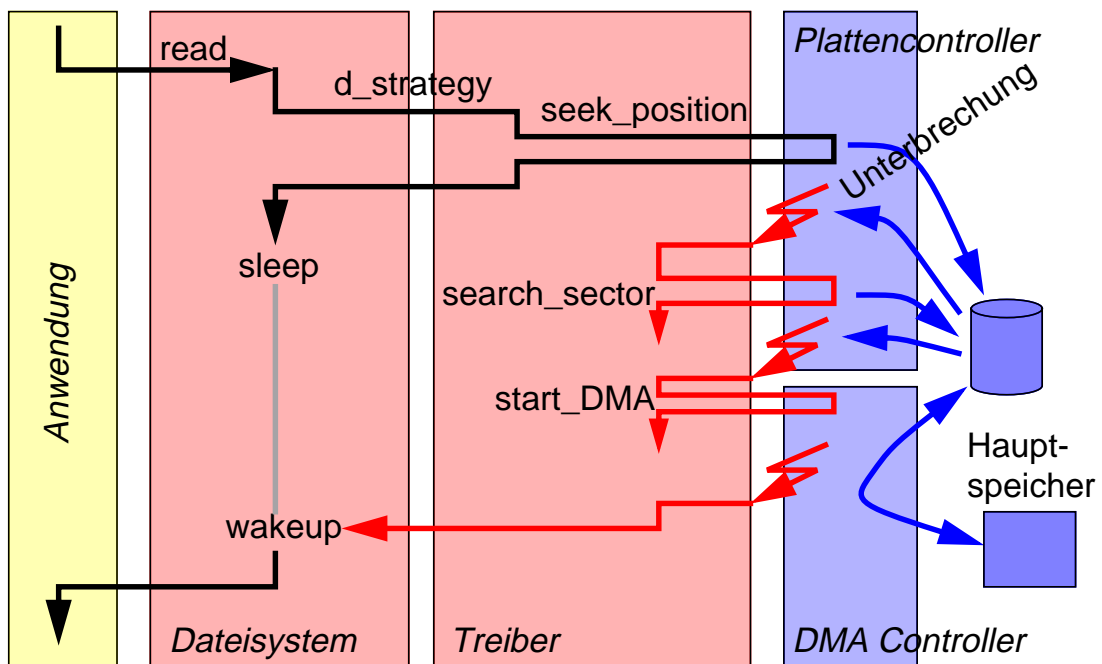 Plattencontroller
read
d_strategy
seek_position
Unterbrechung
sleep
search_sector
Anwendung
start_DMA
Haupt-
speicher
wakeup
Dateisystem
Treiber
DMA Controller